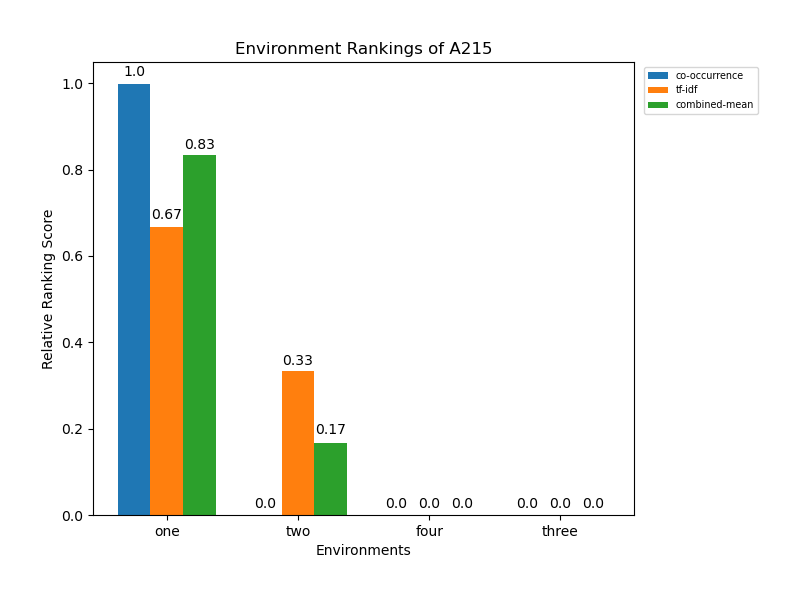 Environment Rankings of A215
co-occurrence
tf-idf
combined-mean
Relative Ranking Score
1.0
0.8
0.6
0.4
0.2
0.0
1.0
0.67
0.83
0.0
0.33
0.17
0.0 0.0 0.0
0.0 0.0 0.0
one two four three
Environments